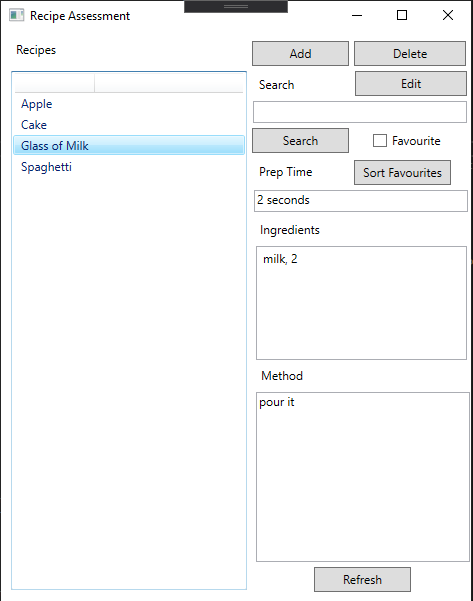 Recipe Assessment
Recipes
Add
Delete
Search
Edit
Apple
Cake
Glass of Milk
Spaghetti
Search
Favourite
Prep Time
Sort Favourites
2 seconds
Ingredients
milk, 2
Method
pour it
Refresh